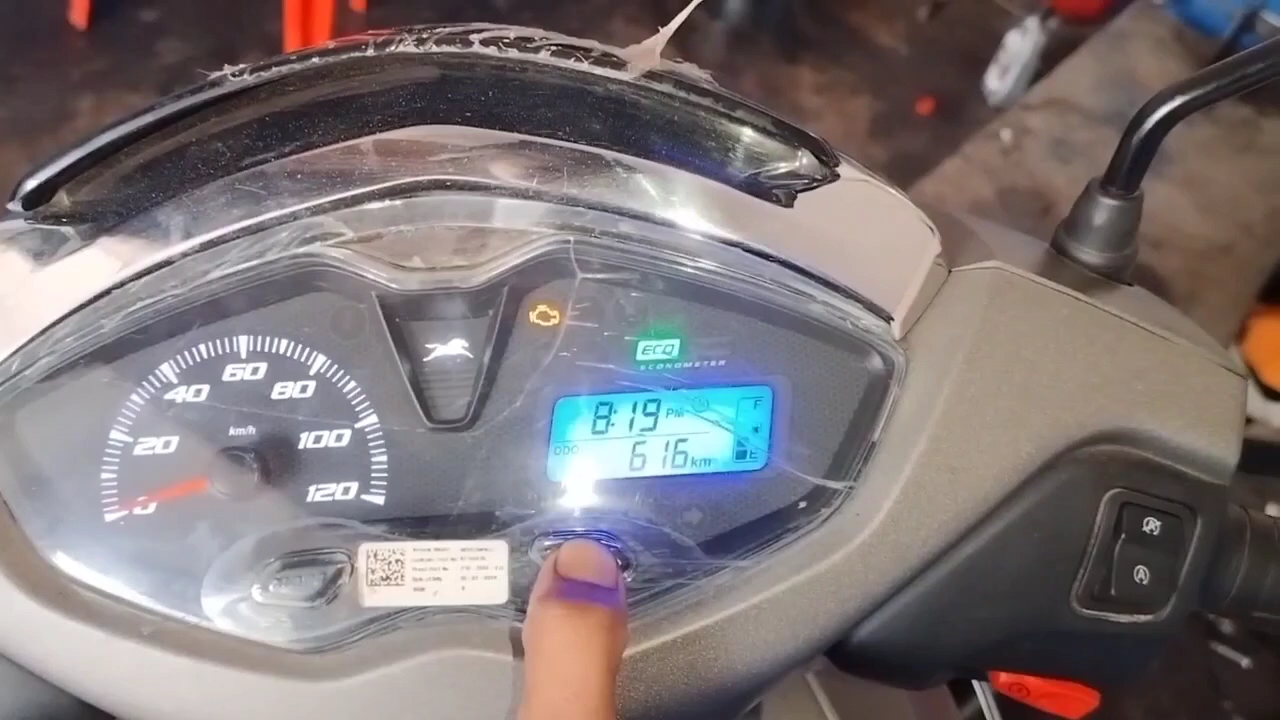 60
40
80
km/h
20
100
0
120
ECO
ECONOMETER
8:19 PM
F
ODO
616 km
E